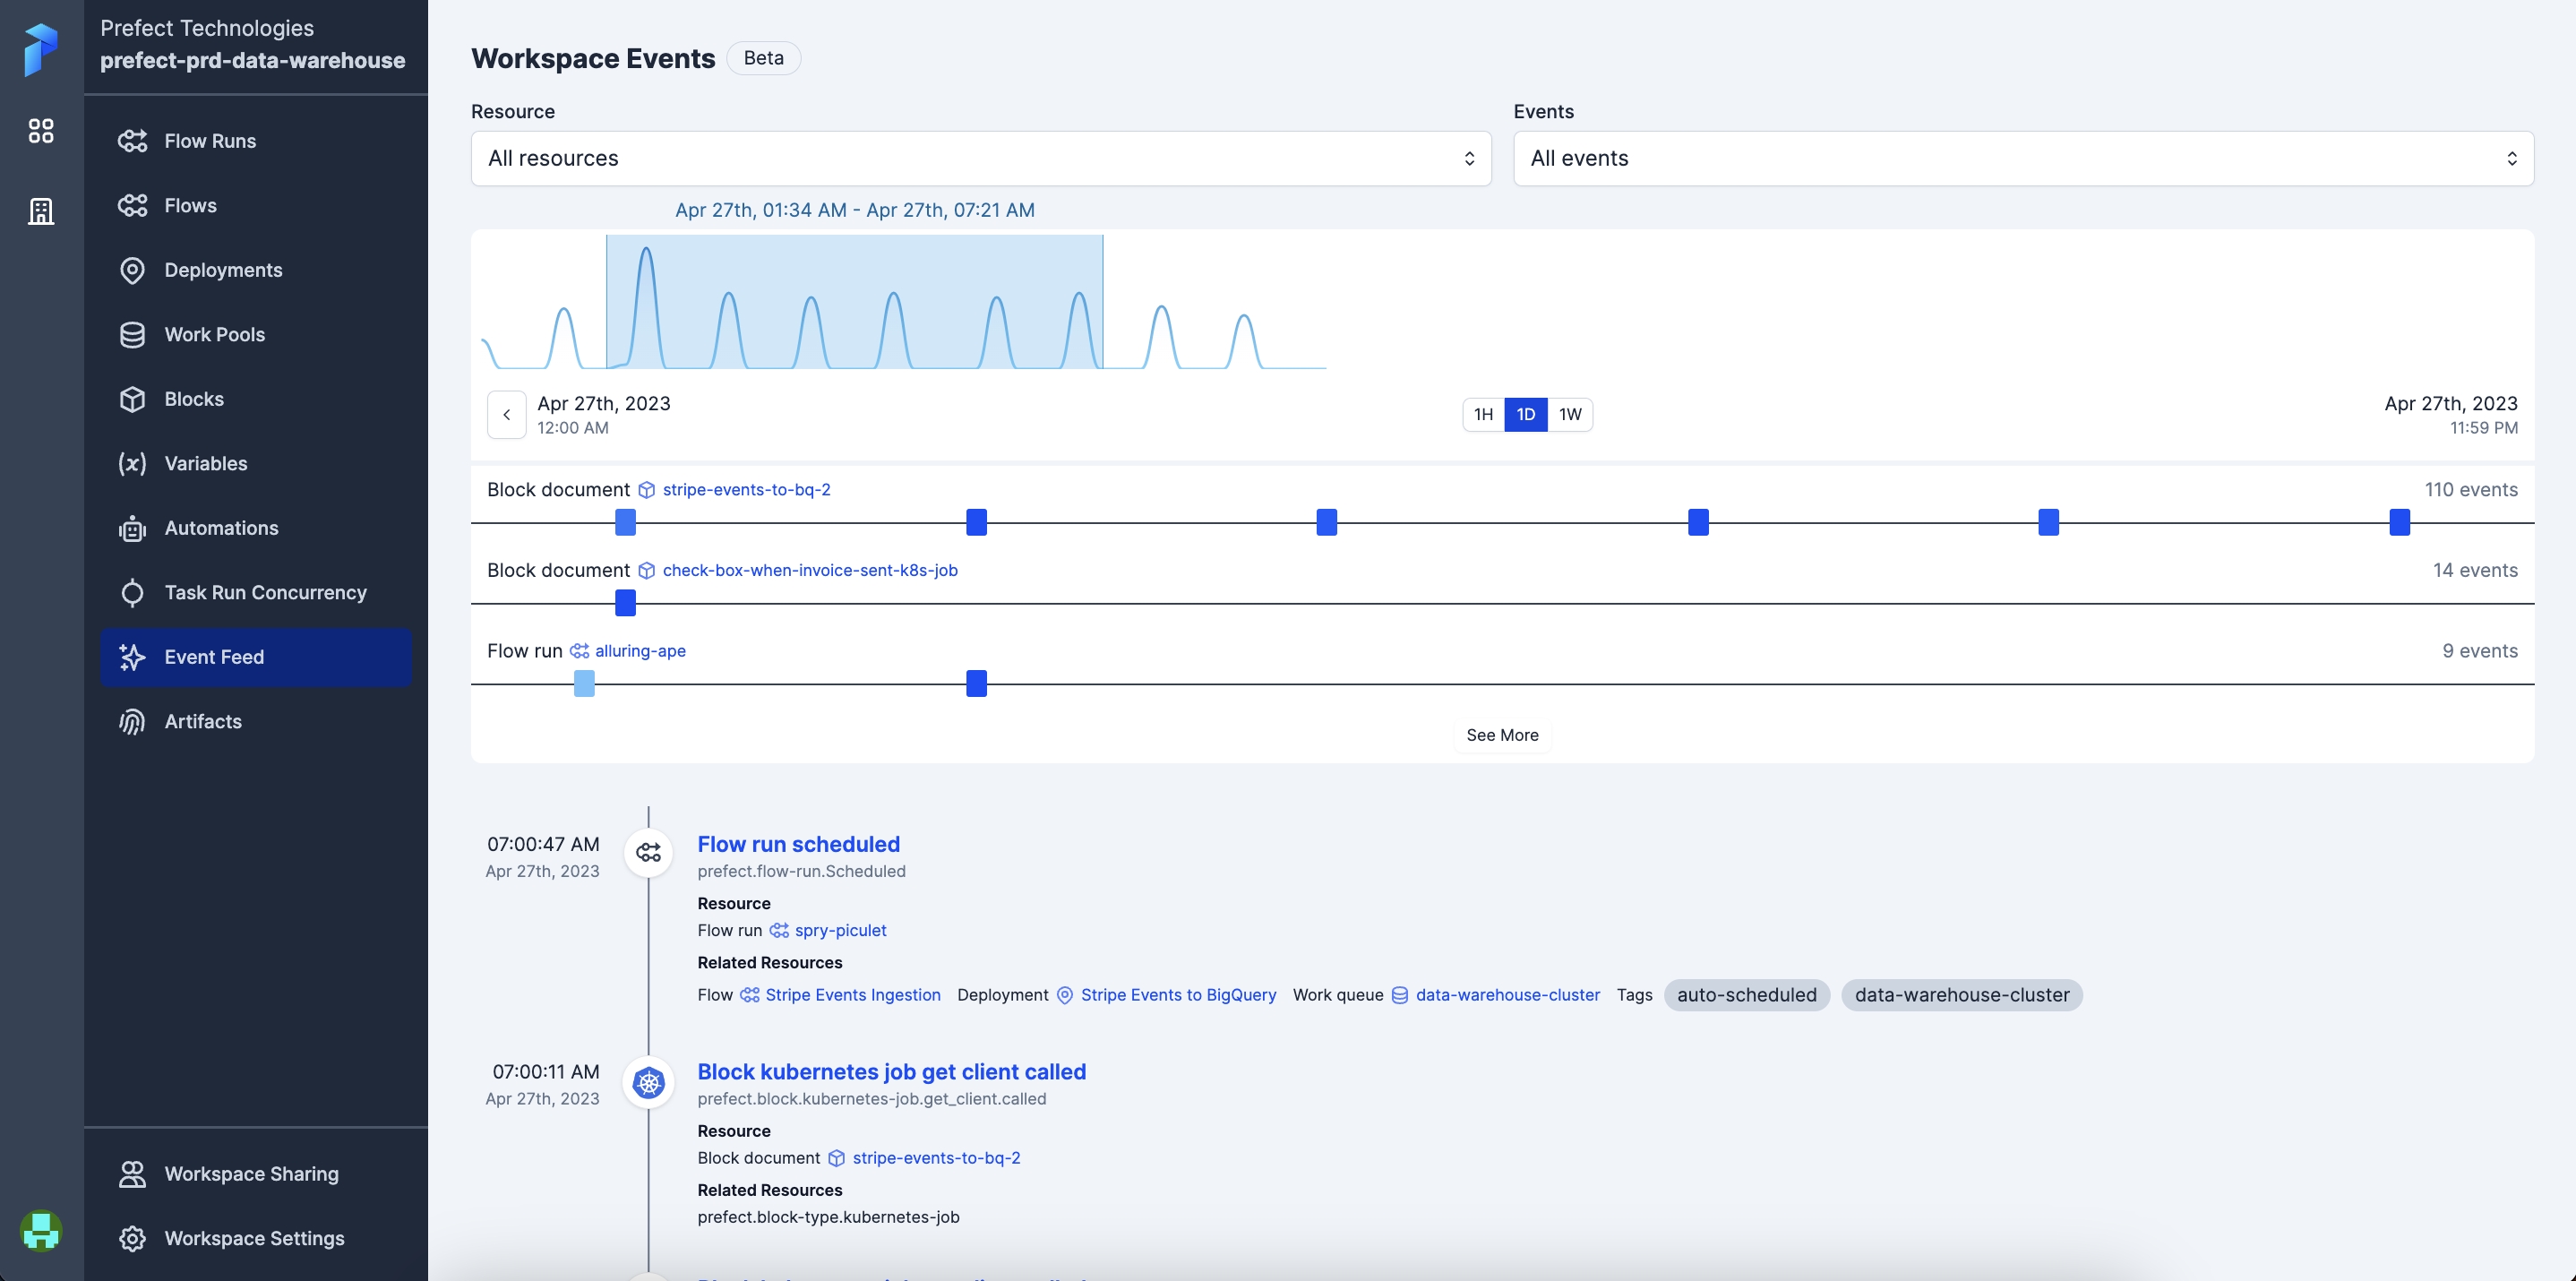 Prefect Technologies
prefect-prd-data-warehouse
Flow Runs
Flows
Deployments
Work Pools
Blocks
Variables
Automations
Task Run Concurrency
Event Feed
Artifacts
Workspace Sharing
Workspace Settings
Workspace Events Beta
Resource Events
All resources All events
Apr 27th, 01:34 AM - Apr 27th, 07:21 AM
Apr 27th, 2023 1H 1D 1W Apr 27th, 2023
12:00 AM 11:59 PM
Block document stripe-events-to-bq-2 110 events
Block document check-box-when-invoice-sent-k8s-job 14 events
Flow run alluring-ape 9 events
See More
07:00:47 AM Flow run scheduled
Apr 27th, 2023 prefect.flow-run.Scheduled
Resource
Flow run spry-piculet
Related Resources
Flow Stripe Events Ingestion Deployment Stripe Events to BigQuery Work queue data-warehouse-cluster Tags auto-scheduled data-warehouse-cluster
07:00:11 AM Block kubernetes job get client called
Apr 27th, 2023 prefect.block.kubernetes-job.get_client.called
Resource
Block document stripe-events-to-bq-2
Related Resources
prefect.block-type.kubernetes-job